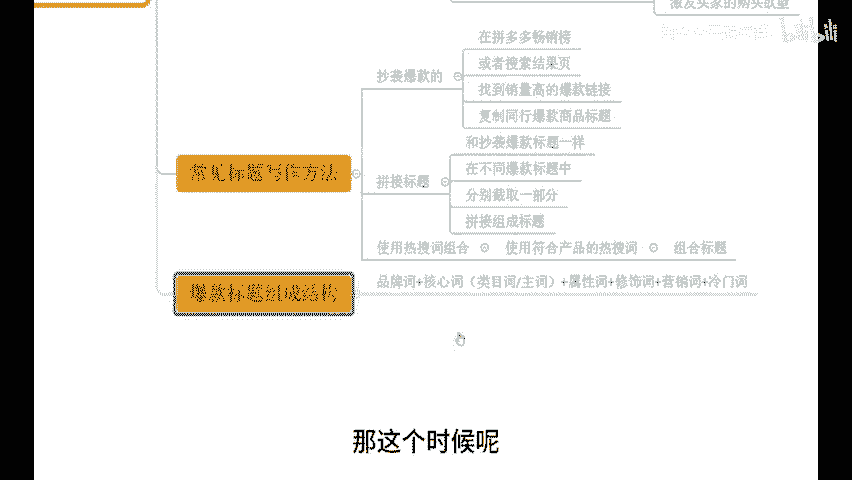 激发买家的购买欲望
bilibili
在拼多多畅销榜
抄袭爆款的
或者搜索结果页
找到销量高的爆款链接
复制同行爆款商品标题
常见标题写作方法
和抄袭爆款标题一样
拼接标题
在不同爆款标题中
分别截取一部分
拼接组成标题
使用热搜词组合
使用符合产品的热搜词
组合标题
爆款标题组成结构
品牌词+核心词（类目词/主词）+属性词+修饰词+营销词+冷门词
那这个时候呢